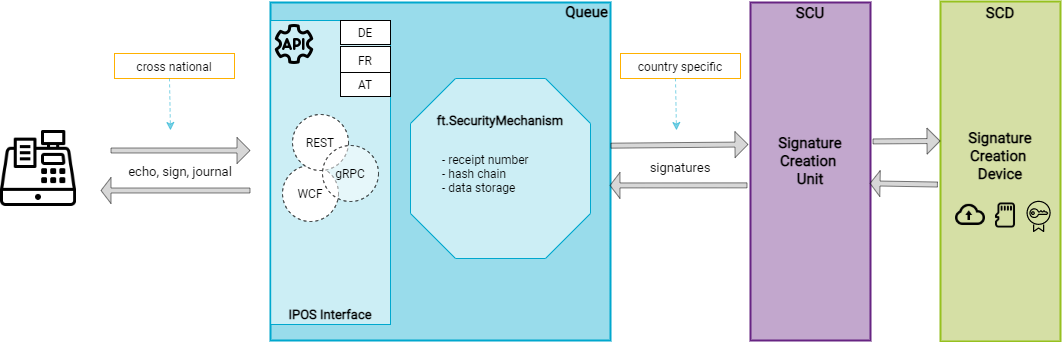 Queue
SCU
SCD
API
DE
FR
AT
cross national
country specific
ft.SecurityMechanism
REST
gRPC
WCF
- receipt number
- hash chain
- data storage
echo, sign, journal
signatures
Signature
Creation
Unit
Signature
Creation
Device
IPOS Interface